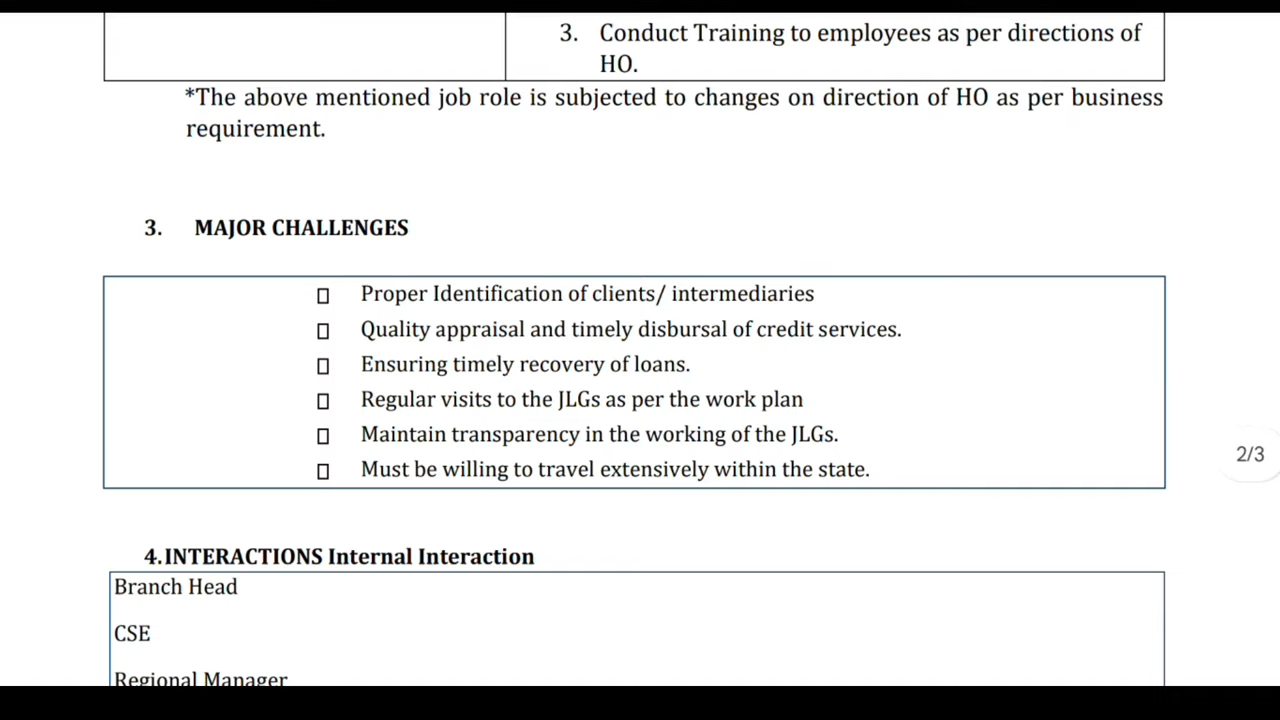 3. Conduct Training to employees as per directions of
HO.
*The above mentioned job role is subjected to changes on direction of HO as per business
requirement.
3. MAJOR CHALLENGES
Proper Identification of clients/ intermediaries
Quality appraisal and timely disbursal of credit services.
Ensuring timely recovery of loans.
Regular visits to the JLGs as per the work plan
Maintain transparency in the working of the JLGs.
Must be willing to travel extensively within the state.
2/3
4.INTERACTIONS Internal Interaction
Branch Head
CSE
Regional Manager